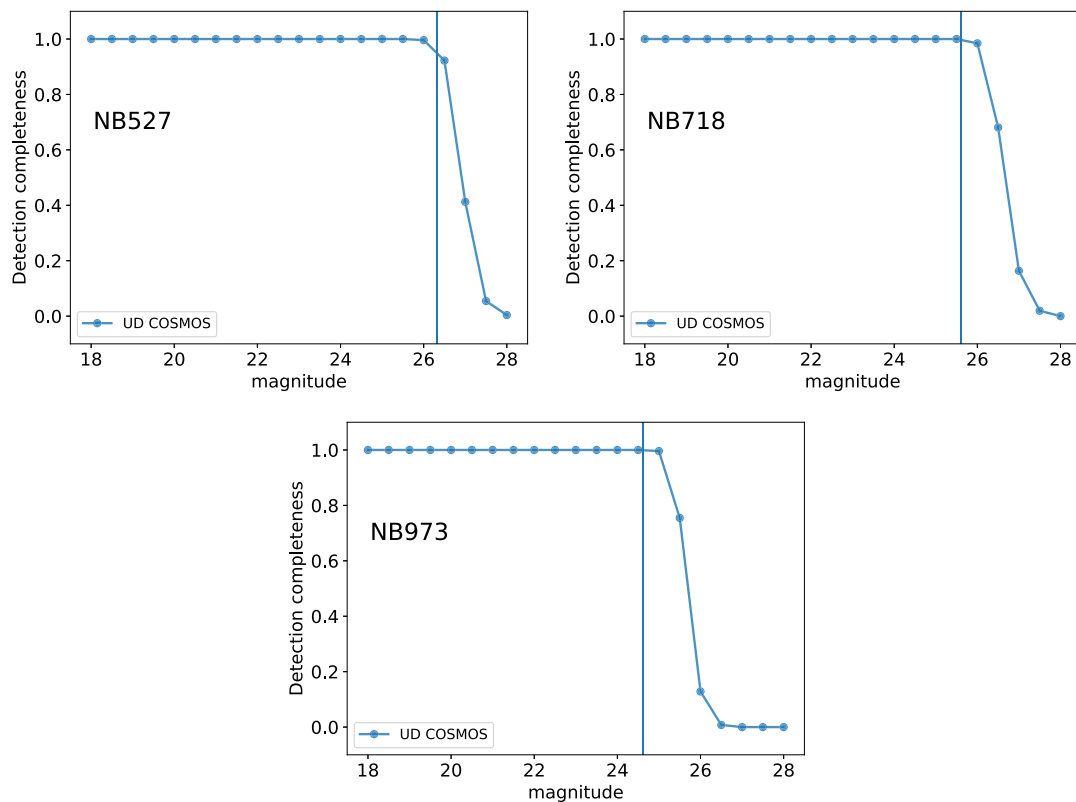 Detection completeness
1.0
0.8
0.6
0.4
0.2
0.0
NB527
UD COSMOS
18 20 22 24 26 28
magnitude
Detection completeness
1.0
0.8
0.6
0.4
0.2
0.0
NB718
UD COSMOS
18 20 22 24 26 28
magnitude
Detection completeness
1.0
0.8
0.6
0.4
0.2
0.0
NB973
UD COSMOS
18 20 22 24 26 28
magnitude